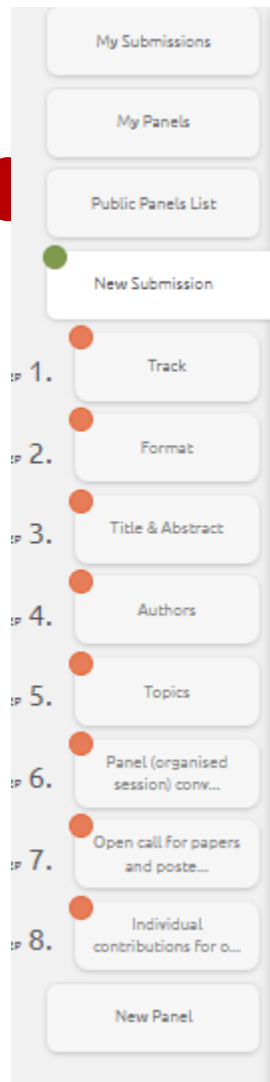 My Submissions
My Panels
Public Panels List
New Submission
1. Track
2. Format
3. Title & Abstract
4. Authors
5. Topics
6. Panel (organised
session) conv...
7. Open call for papers
and poste...
8. Individual
contributions for o...
New Panel